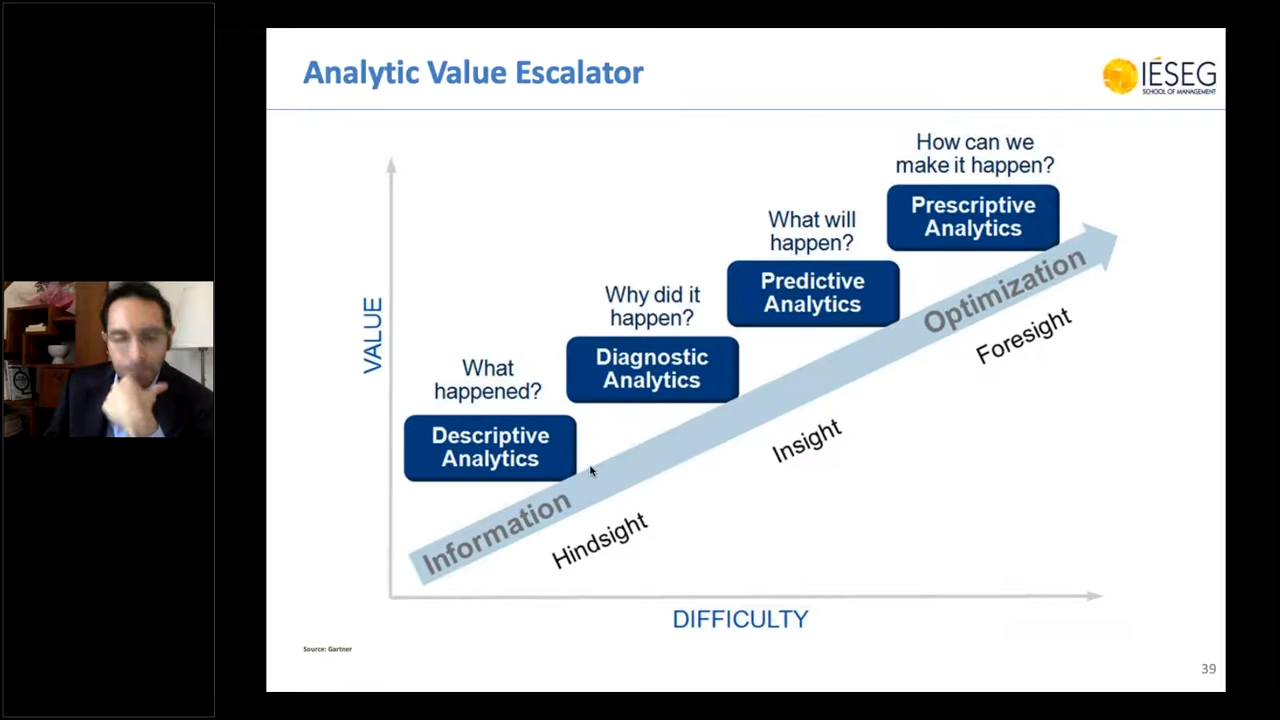 Analytic Value Escalator
IÉSEG
SCHOOL OF MANAGEMENT
How can we
make it happen?
Prescriptive
Analytics
What will
happen?
Predictive
Analytics
Why did it
happen?
Diagnostic
Analytics
What
happened?
Descriptive
Analytics
VALUE
Information
Optimization
Hindsight
Insight
Foresight
DIFFICULTY
Source: Gartner
39